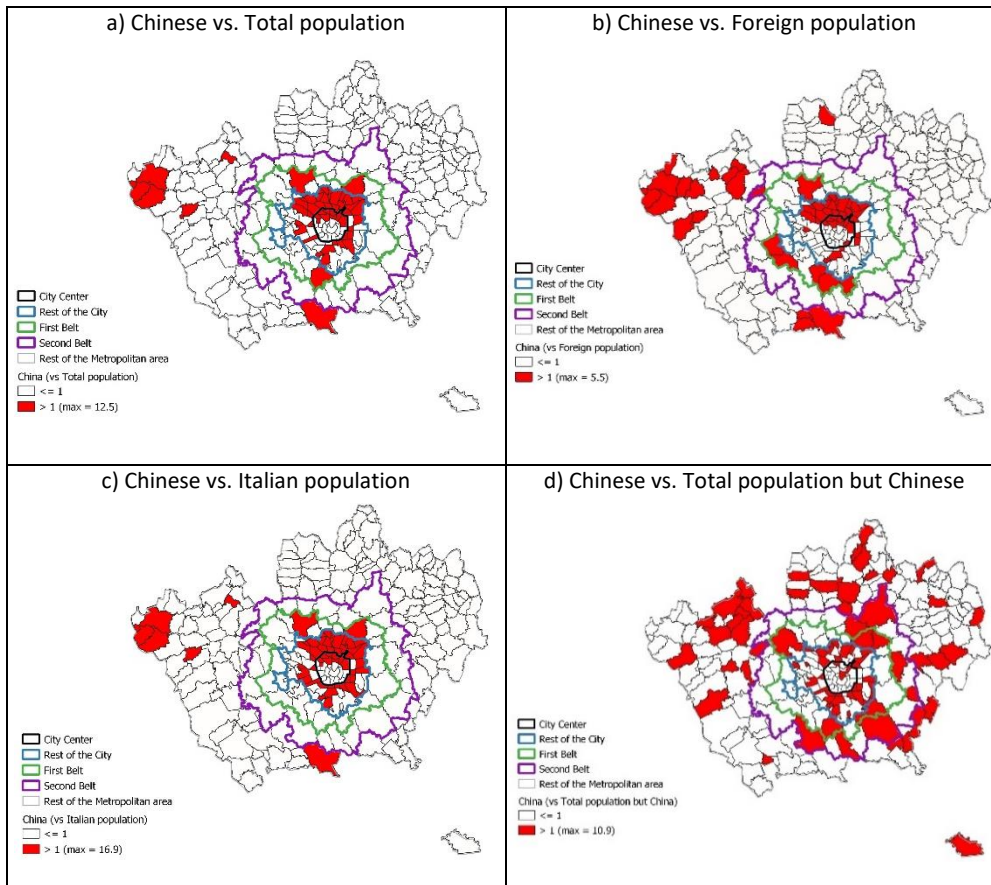 a) Chinese vs. Total population
City Center
Rest of the City
First Belt
Second Belt
Rest of the Metropolitan area
China (vs Total population)
<= 1
> 1 (max = 12.5)
b) Chinese vs. Foreign population
City Center
Rest of the City
First Belt
Second Belt
Rest of the Metropolitan area
China (vs Foreign population)
<= 1
> 1 (max = 5.5)
c) Chinese vs. Italian population
City Center
Rest of the City
First Belt
Second Belt
Rest of the Metropolitan area
China (vs Italian population)
<= 1
> 1 (max = 16.9)
d) Chinese vs. Total population but Chinese
City Center
Rest of the City
First Belt
Second Belt
Rest of the Metropolitan area
China (vs Total population but China)
<= 1
> 1 (max = 10.9)